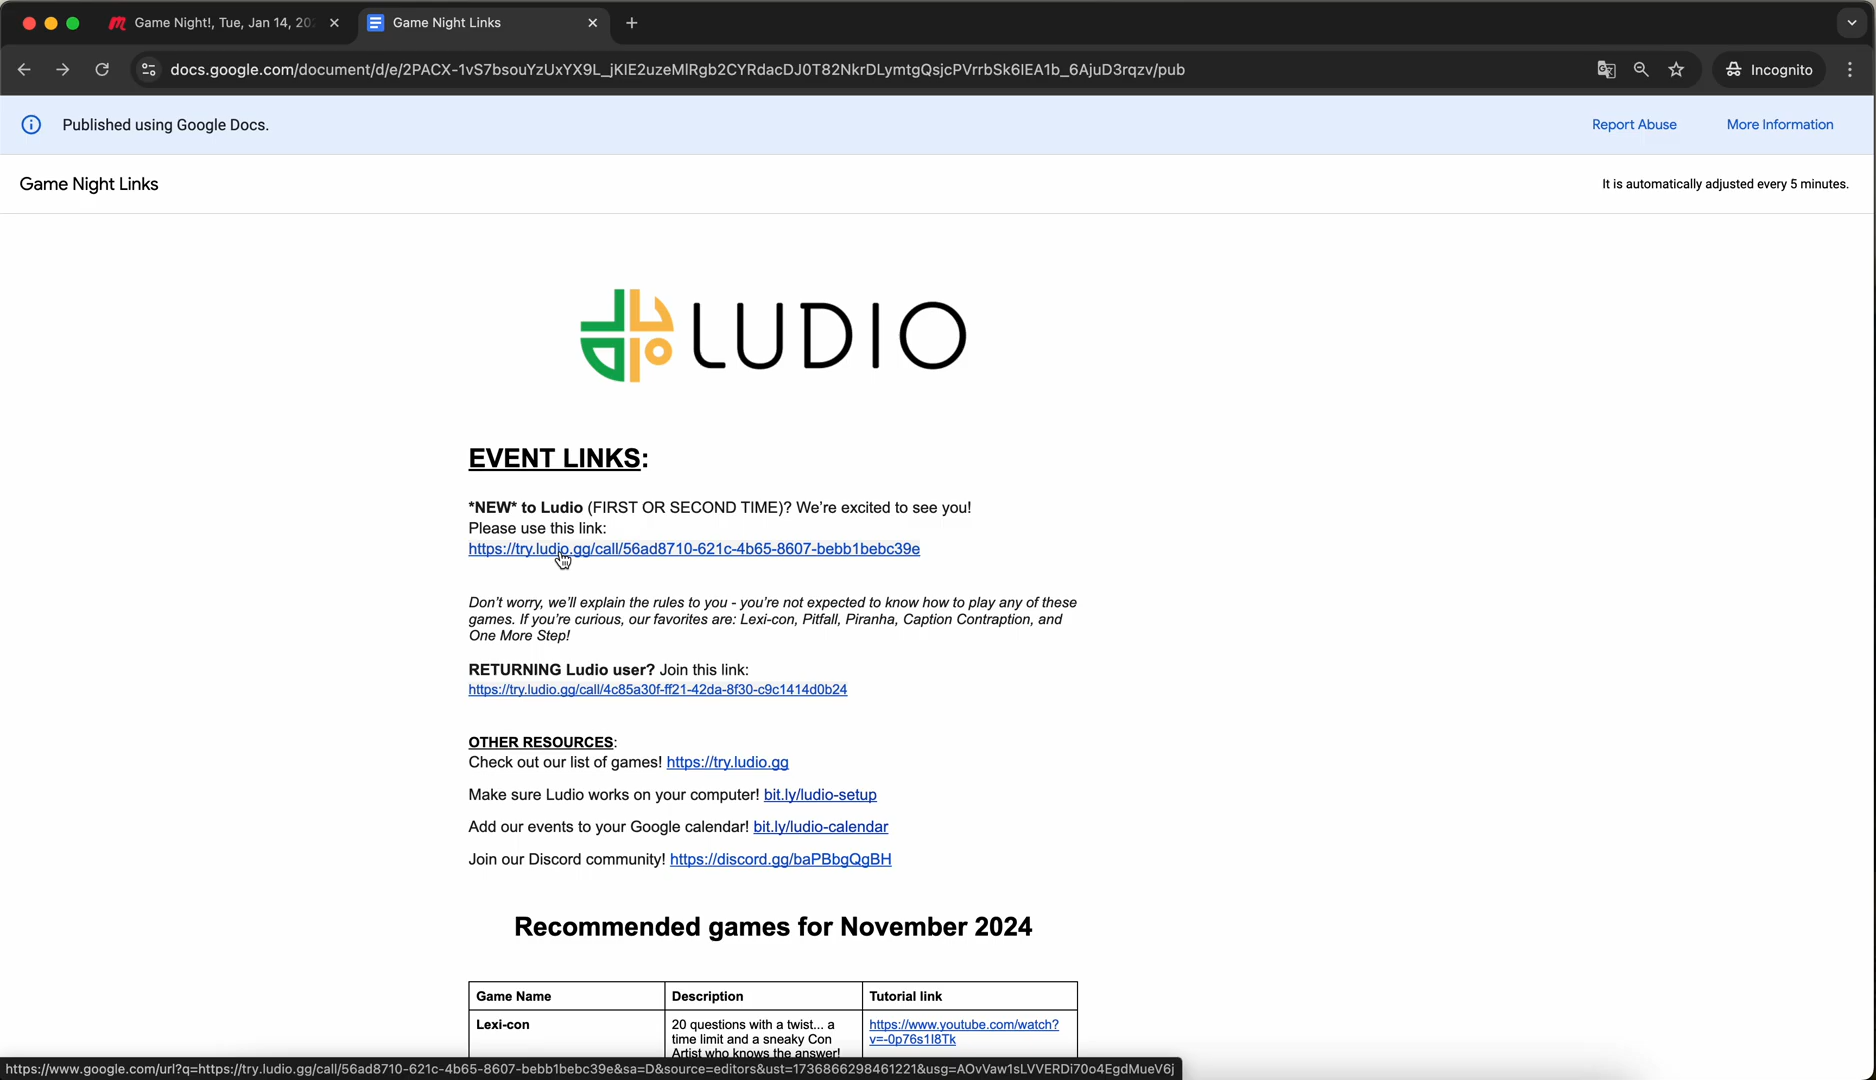 Game Night!, Tue, Jan 14, 20
Game Night Links
docs.google.com/document/d/e/2PACX-1vS7bsouYzUxYX9L_jKIE2uzeMlRgb2CYRdacDJ0T82NkrDLymtgQsjcPVrrbSk6IEA1b_6AjuD3rqzv/pub
Incognito
Published using Google Docs.
Report Abuse
More Information
Game Night Links
It is automatically adjusted every 5 minutes.
LUDIO
EVENT LINKS:
*NEW* to Ludio (FIRST OR SECOND TIME)? We're excited to see you!
Please use this link:
https://try.ludio.gg/call/56ad8710-621c-4b65-8607-bebb1bebc39e
Don't worry, we'll explain the rules to you - you're not expected to know how to play any of these
games. If you're curious, our favorites are: Lexi-con, Pitfall, Piranha, Caption Contraption, and
One More Step!
RETURNING Ludio user? Join this link:
https://try.ludio.gg/call/4c85a30f-ff21-42da-8f30-c9c1414d0b24
OTHER RESOURCES:
Check out our list of games! https://try.ludio.gg
Make sure Ludio works on your computer! bit.ly/ludio-setup
Add our events to your Google calendar! bit.ly/ludio-calendar
Join our Discord community! https://discord.gg/baPBbgQgBH
Recommended games for November 2024
Game Name
Description
Tutorial link
Lexi-con
20 questions with a twist... a
time limit and a sneaky Con
Artist who knows the answer!
https://www.youtube.com/watch?
v=-0p76s1I8Tk
https://www.google.com/url?q=https://try.ludio.gg/call/56ad8710-621c-4b65-8607-bebb1bebc39e&sa=D&source=editors&ust=1736866298461221&usg=AOvVaw1sLVVERDi70o4EgdMueV6j